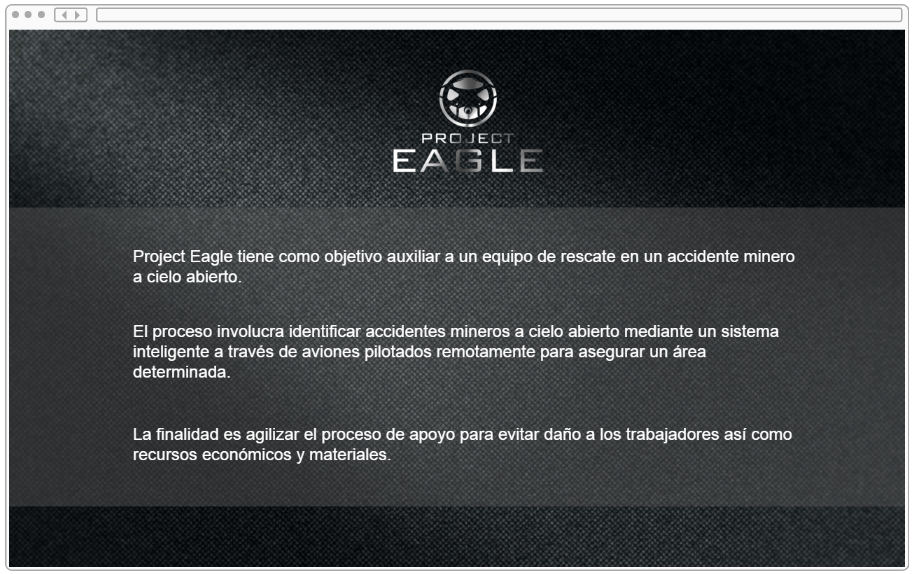 PROJECT
EAGLE
Project Eagle tiene como objetivo auxiliar a un equipo de rescate en un accidente minero
a cielo abierto.
El proceso involucra identificar accidentes mineros a cielo abierto mediante un sistema
inteligente a través de aviones pilotados remotamente para asegurar un área
determinada.
La finalidad es agilizar el proceso de apoyo para evitar daño a los trabajadores así como
recursos económicos y materiales.